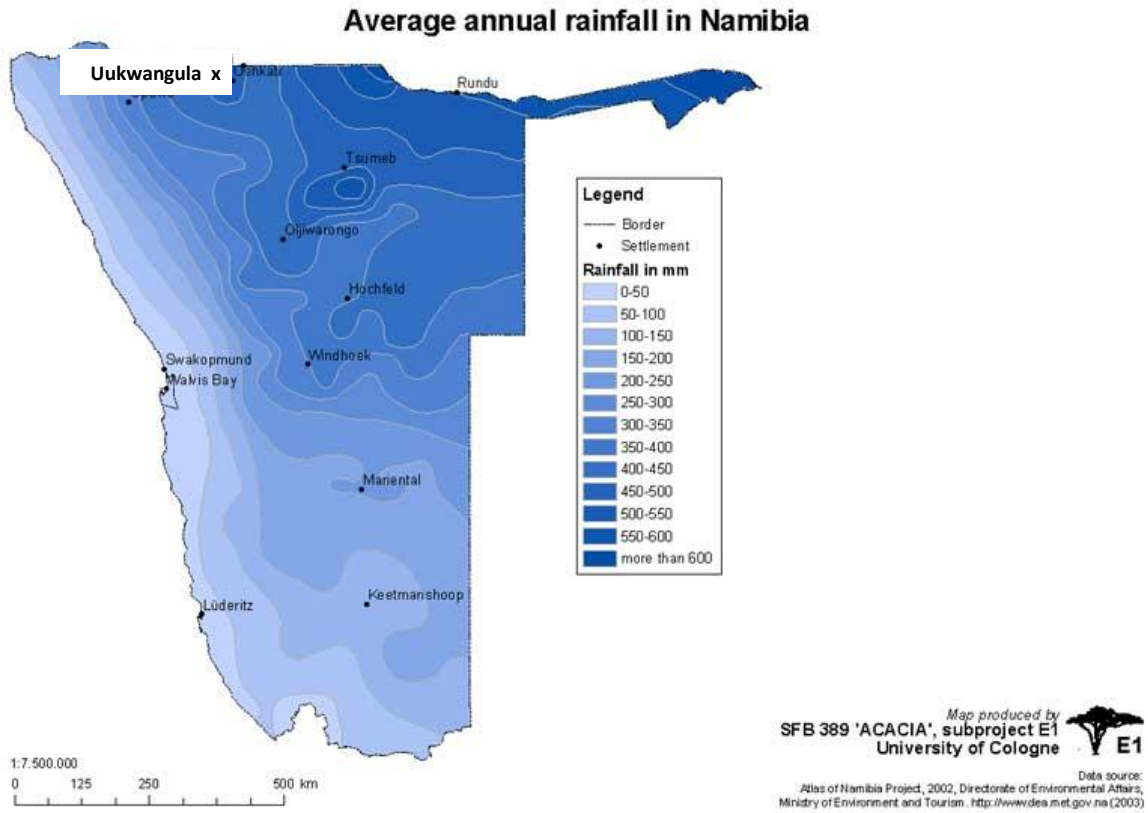 Average annual rainfall in Namibia
Uukwangula x
Rundu
Tsumeb
Otjiwarongo
Hochfeld
Windhoek
Swakopmund
Walvis Bay
Mariental
Keetmanshoop
Lüderitz
Legend
Border
Settlement
Rainfall in mm
0-50
50-100
100-150
150-200
200-250
250-300
300-350
350-400
400-450
450-500
500-550
550-600
more than 600
Map produced by
SFB 389 'ACACIA', subproject E1
University of Cologne
E1
1:7.500.000
0 125 250 500 km
Data source:
Atlas of Namibia Project, 2002, Directorate of Environmental Affairs,
Ministry of Environment and Tourism. http://www.dea.met.gov.na (2003)